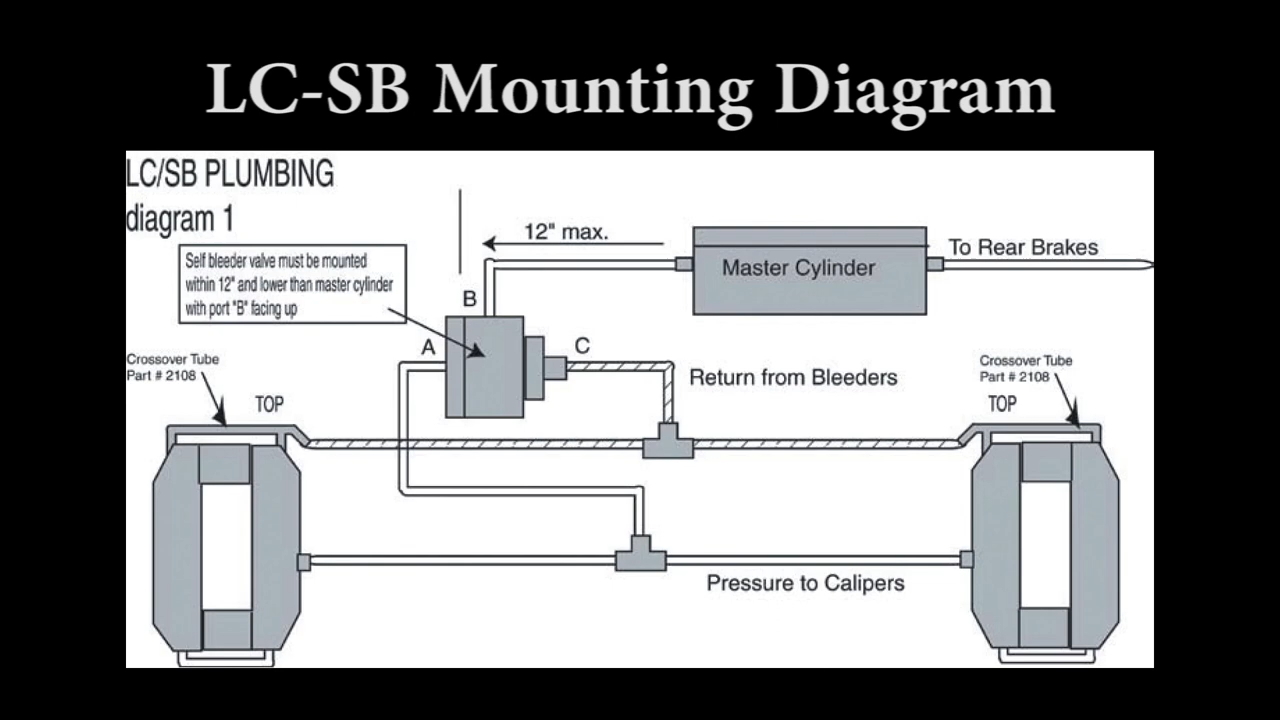 LC-SB Mounting Diagram
LC/SB PLUMBING
diagram 1
Self bleeder valve must be mounted
within 12" and lower than master cylinder
with port "B" facing up
12" max.
Master Cylinder
To Rear Brakes
B
A
C
Return from Bleeders
Crossover Tube
Part # 2108
TOP
Crossover Tube
Part # 2108
TOP
Pressure to Calipers